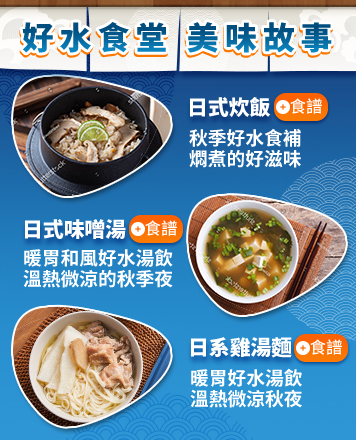 好水食堂 美味故事
日式炊飯 食譜
秋季好水食補
燜煮的好滋味
日式味噌湯 食譜
暖胃和風好水湯飲
溫熱微涼的秋季夜
日系雞湯麵 食譜
暖胃好水湯飲
溫熱微涼秋夜